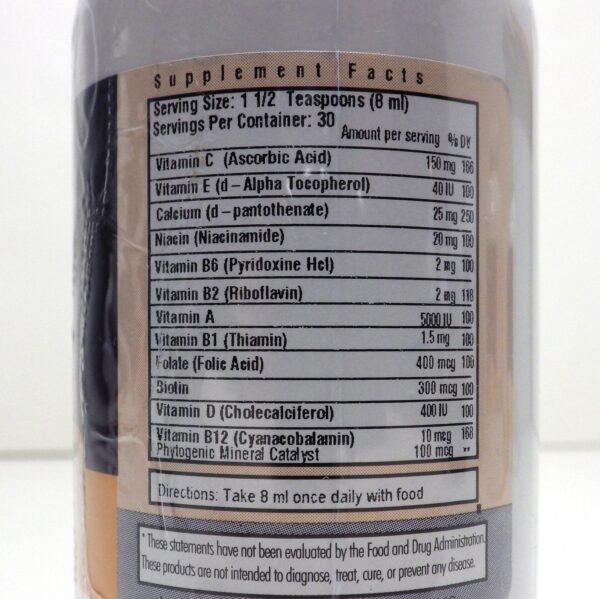 Supplement Facts
Serving Size: 1 1/2 Teaspoons (8 ml)
Servings Per Container: 30
Amount per serving %DV
Vitamin C (Ascorbic Acid) 150 mg 166
Vitamin E (d-Alpha Tocopherol) 40 IU 100
Calcium (d-pantothenate) 25 mg 250
Niacin (Niacinamide) 20 mg 100
Vitamin B6 (Pyridoxine Hcl) 2 mg 100
Vitamin B2 (Riboflavin) 2 mg 118
Vitamin A 5000 IU 100
Vitamin B1 (Thiamin) 1.5 mg 100
Folate (Folic Acid) 400 mcg 100
Biotin 300 mcg 100
Vitamin D (Cholecalciferol) 400 IU 100
Vitamin B12 (Cyanacobalamin) 10 mcg 168
Phytogenic Mineral Catalyst 100 mcg **
Directions: Take 8 ml once daily with food
* These statements have not been evaluated by the Food and Drug Administration.
These products are not intended to diagnose, treat, cure, or prevent any disease.